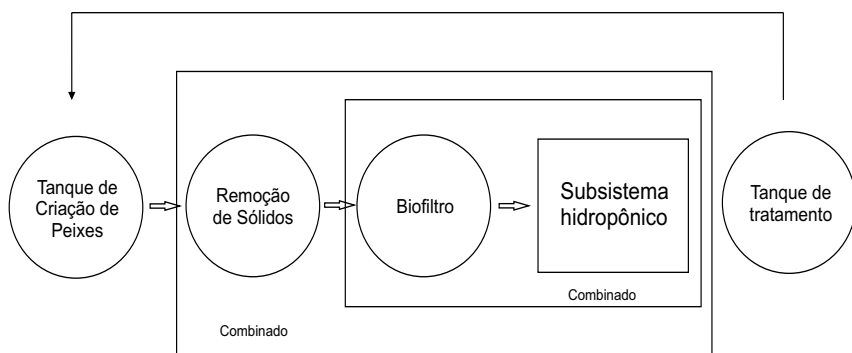 Tanque de
Criação de
Peixes
Remoção
de Sólidos
Biofiltro
Subsistema
hidropônico
Tanque de
tratamento
Combinado
Combinado